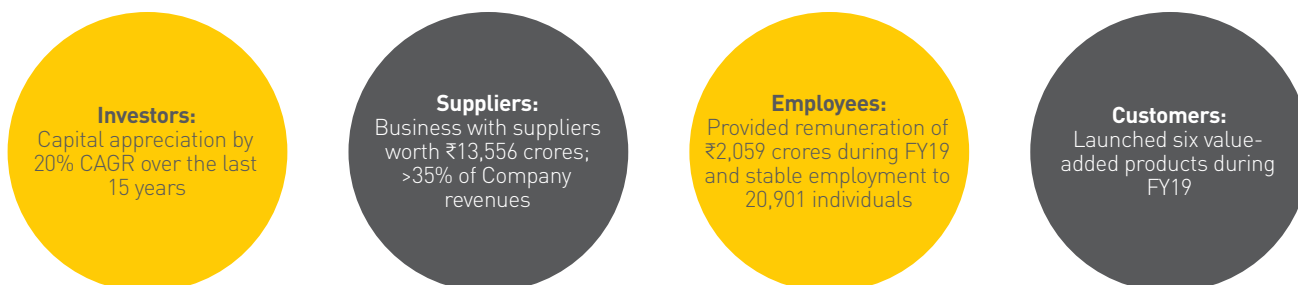 Investors:
Capital appreciation by
20% CAGR over the last
15 years
Suppliers:
Business with suppliers
worth ₹13,556 crores;
>35% of Company
revenues
Employees:
Provided remuneration of
₹2,059 crores during FY19
and stable employment to
20,901 individuals
Customers:
Launched six value-
added products during
FY19